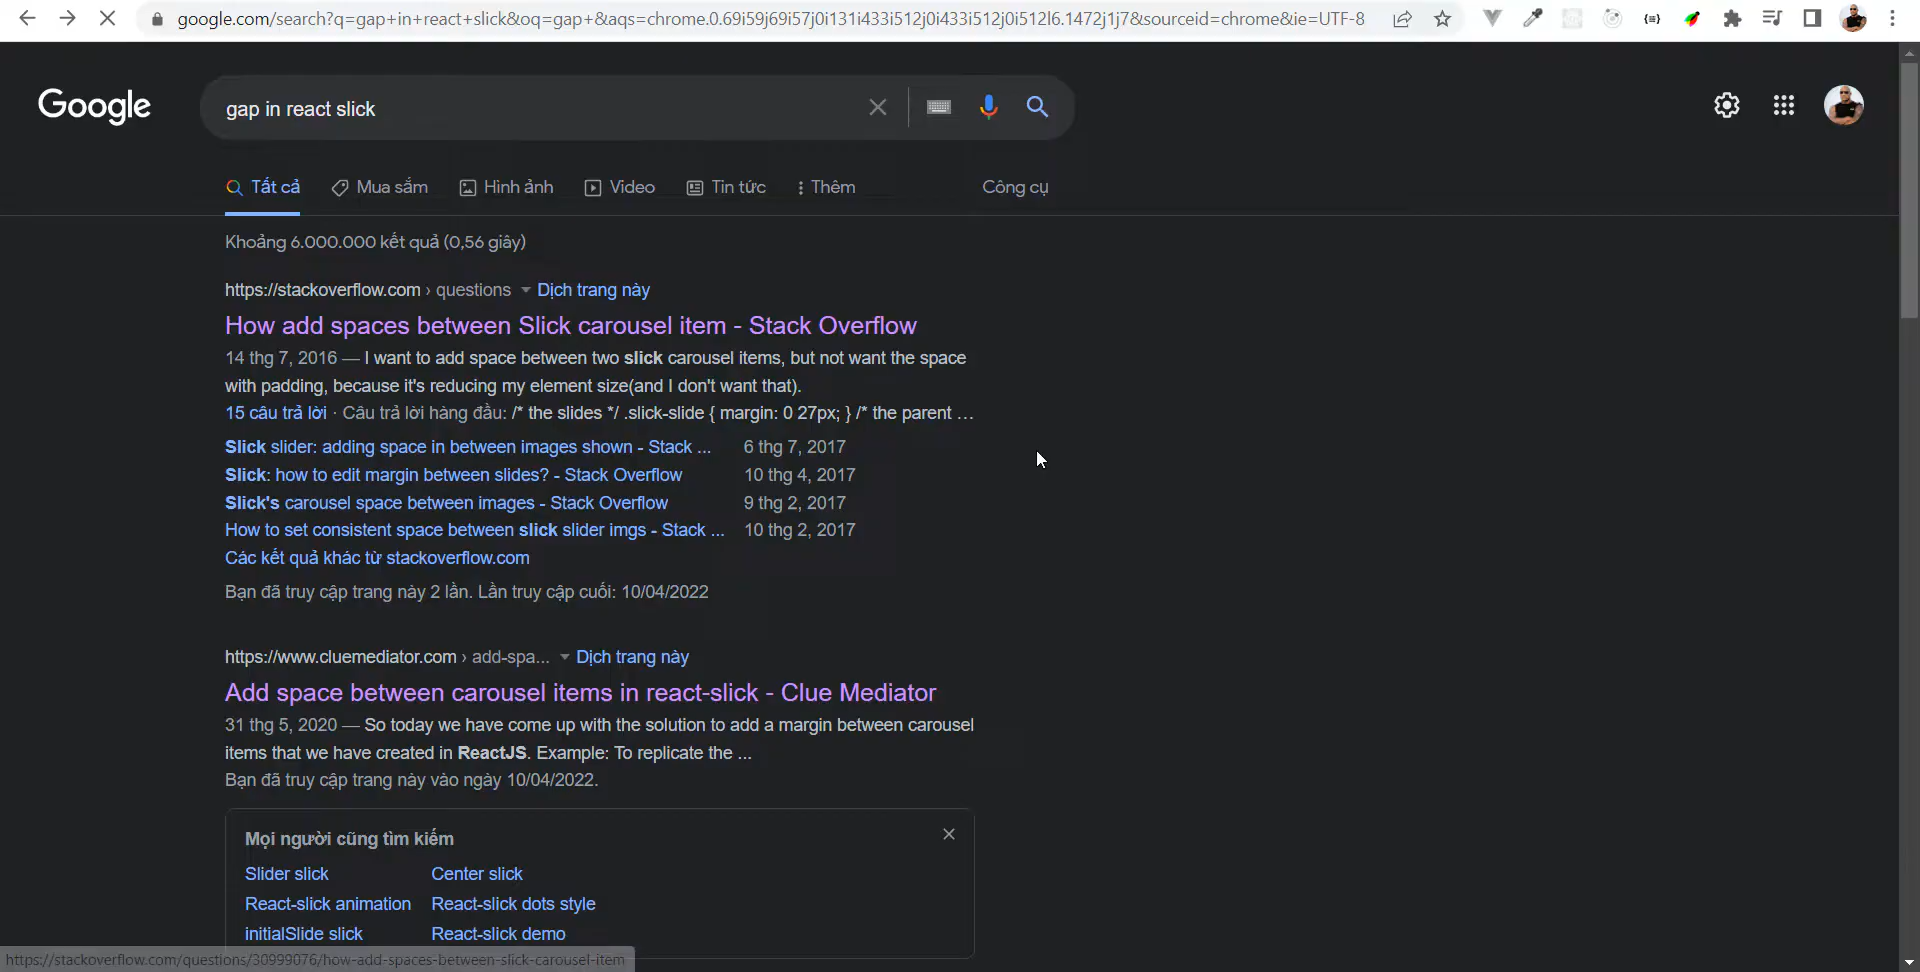 google.com/search?q=gap+in+react+slick&oq=gap+&aqs=chrome.0.69i59j69i57j0i131i433i512j0i433i512j0i512l6.1472j1j7&sourceid=chrome&ie=UTF-8
Google
gap in react slick
Tất cả
Mua sắm
Hình ảnh
Video
Tin tức
Thêm
Công cụ
Khoảng 6.000.000 kết quả (0,56 giây)
https://stackoverflow.com › questions Dịch trang này
How add spaces between Slick carousel item - Stack Overflow
14 thg 7, 2016 — I want to add space between two slick carousel items, but not want the space
with padding, because it's reducing my element size(and I don't want that).
15 câu trả lời · Câu trả lời hàng đầu: /* the slides */ .slick-slide { margin: 0 27px; } /* the parent ...
Slick slider: adding space in between images shown - Stack ... 6 thg 7, 2017
Slick: how to edit margin between slides? - Stack Overflow 10 thg 4, 2017
Slick's carousel space between images - Stack Overflow 9 thg 2, 2017
How to set consistent space between slick slider imgs - Stack ... 10 thg 2, 2017
Các kết quả khác từ stackoverflow.com
Bạn đã truy cập trang này 2 lần. Lần truy cập cuối: 10/04/2022
https://www.cluemediator.com › add-spa... Dịch trang này
Add space between carousel items in react-slick - Clue Mediator
31 thg 5, 2020 — So today we have come up with the solution to add a margin between carousel
items that we have created in ReactJS. Example: To replicate the ...
Bạn đã truy cập trang này vào ngày 10/04/2022.
Mọi người cũng tìm kiếm
Slider slick Center slick
React-slick animation React-slick dots style
initialSlide slick React-slick demo
https://stackoverflow.com/questions/30999076/how-add-spaces-between-slick-carousel-item